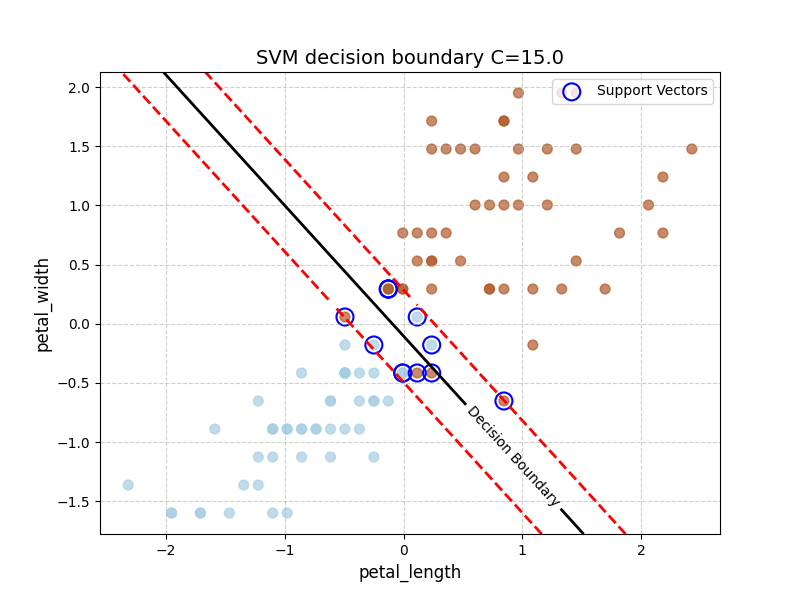 SVM decision boundary C=15.0
Support Vectors
2.0
1.5
1.0
0.5
0.0
−0.5
−1.0
−1.5
petal_width
Decision Boundary
−2
−1
0
1
2
petal_length